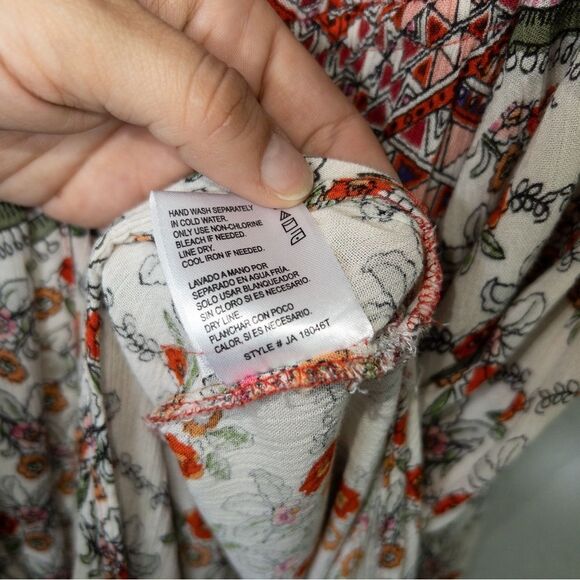 HAND WASH SEPARATELY
IN COLD WATER.
ONLY USE NON-CHLORINE
BLEACH IF NEEDED.
LINE DRY.
COOL IRON IF NEEDED.
LAVADO A MANO POR
SEPARADO EN AGUA FRÍA.
SOLO USAR BLANQUEADOR
SIN CLORO SI ES NECESARIO.
DRY LINE.
PLANCHAR CON POCO
CALOR. SI ES NECESARIO.
STYLE # JA 18046T